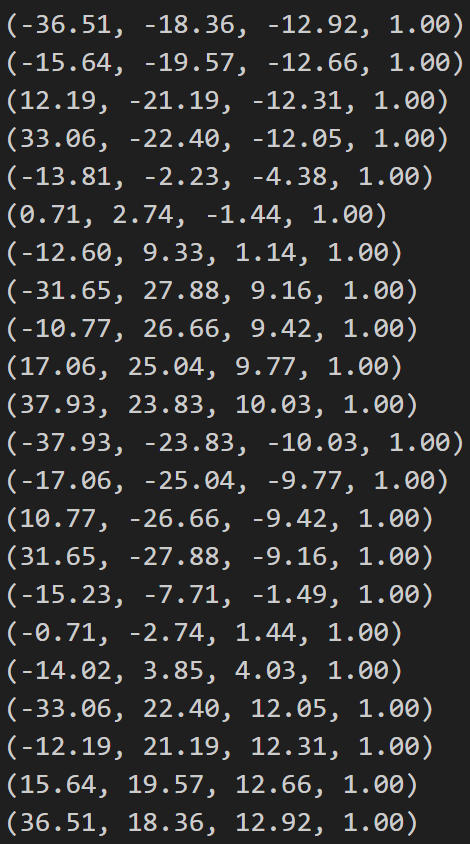 (-36.51, -18.36, -12.92, 1.00)
(-15.64, -19.57, -12.66, 1.00)
(12.19, -21.19, -12.31, 1.00)
(33.06, -22.40, -12.05, 1.00)
(-13.81, -2.23, -4.38, 1.00)
(0.71, 2.74, -1.44, 1.00)
(-12.60, 9.33, 1.14, 1.00)
(-31.65, 27.88, 9.16, 1.00)
(-10.77, 26.66, 9.42, 1.00)
(17.06, 25.04, 9.77, 1.00)
(37.93, 23.83, 10.03, 1.00)
(-37.93, -23.83, -10.03, 1.00)
(-17.06, -25.04, -9.77, 1.00)
(10.77, -26.66, -9.42, 1.00)
(31.65, -27.88, -9.16, 1.00)
(-15.23, -7.71, -1.49, 1.00)
(-0.71, -2.74, 1.44, 1.00)
(-14.02, 3.85, 4.03, 1.00)
(-33.06, 22.40, 12.05, 1.00)
(-12.19, 21.19, 12.31, 1.00)
(15.64, 19.57, 12.66, 1.00)
(36.51, 18.36, 12.92, 1.00)